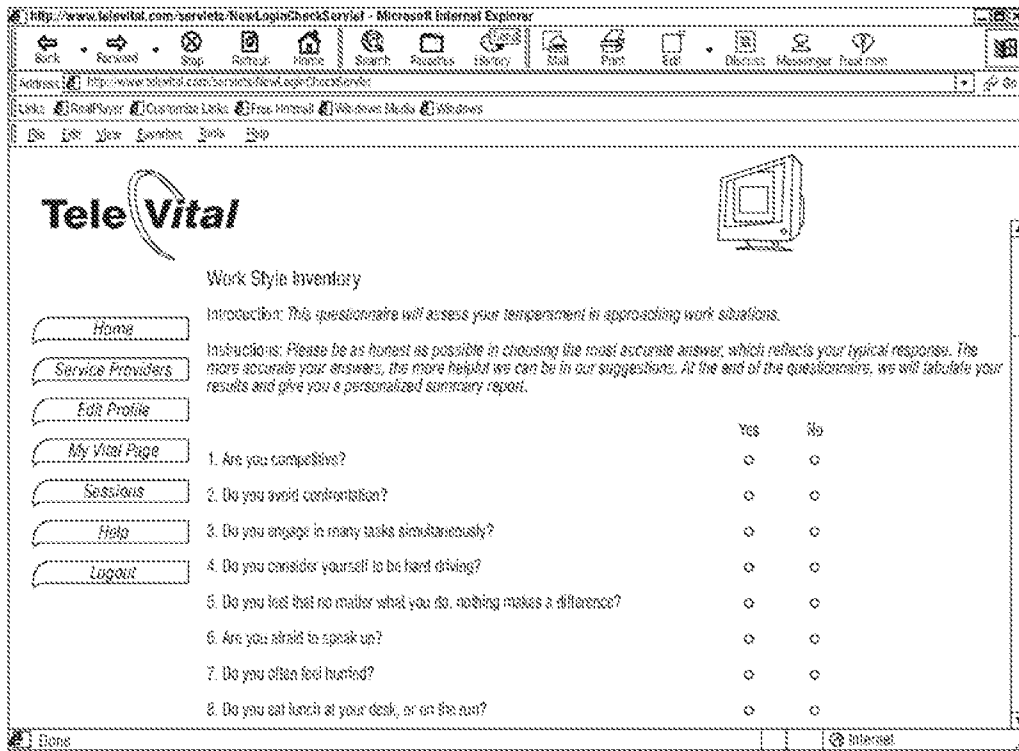 http://www.televital.com/servlets/NewLoginCheckServlet - Microsoft Internet Explorer
Back Forward Stop Refresh Home Search Favorites History Mail Print Edit Discuss Messenger
Address http://www.televital.com/servlets/NewLoginCheckServlet Go
Links RealPlayer Customize Links Free Hotmail Windows Media Windows
File Edit View Favorites Tools Help
TeleVital
Work Style Inventory
Introduction: This questionnaire will assess your temperament in approaching work situations.
Instructions: Please be as honest as possible in choosing the most accurate answer, which reflects your typical response. The
more accurate your answers, the more helpful we can be in our suggestions. At the end of the questionnaire, we will tabulate your
results and give you a personalized summary report.
Home
Service Providers
Edit Profile
My Vital Page
Sessions
Help
Logout
Yes No
1. Are you competitive?
2. Do you avoid confrontation?
3. Do you engage in many tasks simultaneously?
4. Do you consider yourself to be hard driving?
5. Do you feel that no matter what you do, nothing makes a difference?
6. Are you afraid to speak up?
7. Do you often feel hurried?
8. Do you eat lunch at your desk, or on the run?
Done Internet